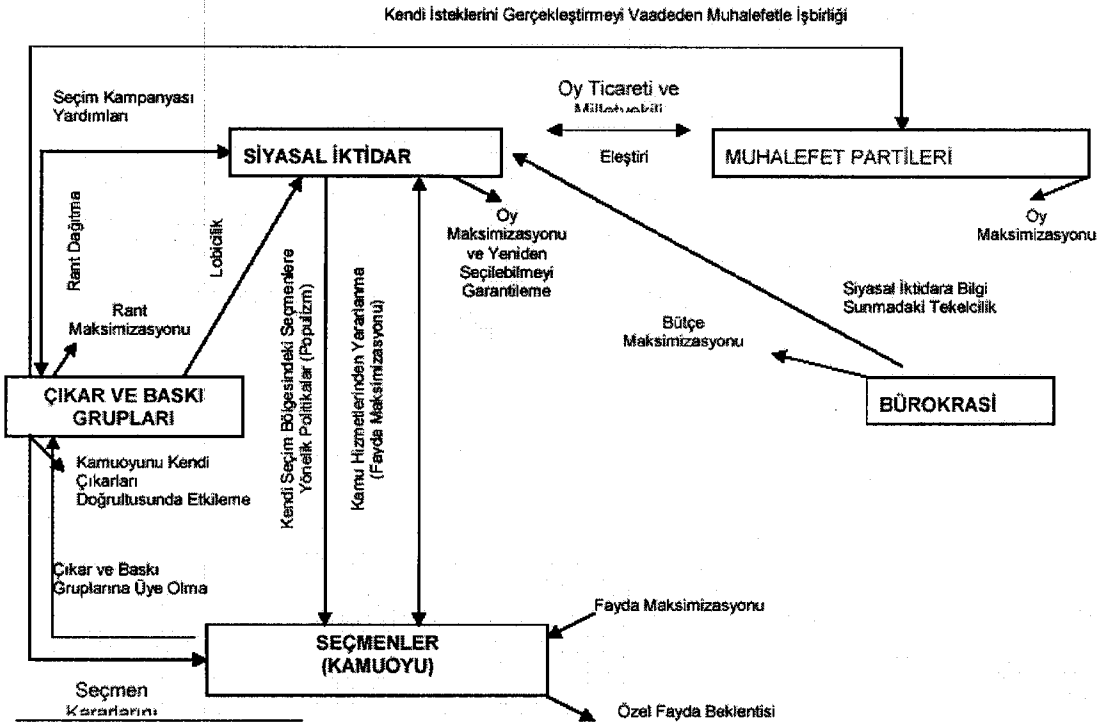 Kendi İsteklerini Gerçekleştirmeyi Vaadeden Muhalefetle İşbirliği
Seçim Kampanyası
Yardımları
Oy Ticareti ve
Milletvekili
SİYASAL İKTİDAR
Eleştiri
MUHALEFET PARTİLERİ
Rant Dağıtma
Lobicilik
Oy
Maksimizasyonu
ve Yeniden
Seçilebilmeyi
Garantileme
Oy
Maksimizasyonu
Rant
Maksimizasyonu
Kendi Seçim Bölgesindeki Seçmenlere
Yönelik Politikalar (Populizm)
Kamu Hizmetlerinden Yararlanma
(Fayda Maksimizasyonu)
Siyasal İktidara Bilgi
Sunmadaki Tekelcilik
Bütçe
Maksimizasyonu
ÇIKAR VE BASKI
GRUPLARI
BÜROKRASİ
Kamuoyunu Kendi
Çıkarları
Doğrultusunda Etkileme
Çıkar ve Baskı
Gruplarına Üye Olma
Fayda Maksimizasyonu
SEÇMENLER
(KAMUOYU)
Seçmen
Kararlarını
Özel Fayda Beklentisi